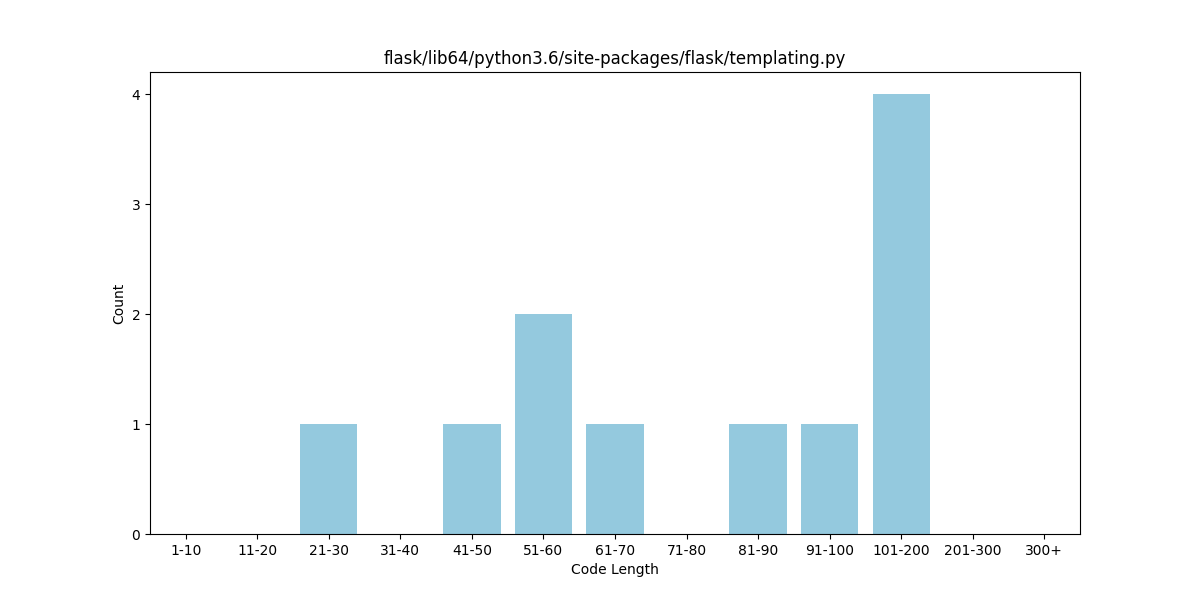 flask/lib64/python3.6/site-packages/flask/templating.py
4
3
2
1
0
Count
1-10 11-20 21-30 31-40 41-50 51-60 61-70 71-80 81-90 91-100 101-200 201-300 300+
Code Length